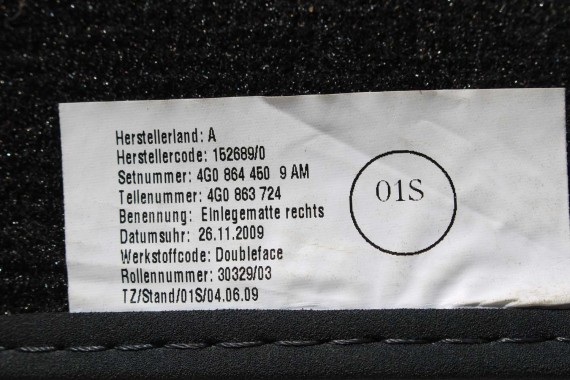 Herstellerland: A
Herstellercode: 152689/0
Setnummer: 4G0 864 450 9 AM
Teilenummer: 4G0 863 724
Benennung: Einlegematte rechts
Datumsuhr: 26.11.2009
Werkstoffcode: Doubleface
Rollennummer: 30329/03
TZ/Stand/01S/04.06.09
01S